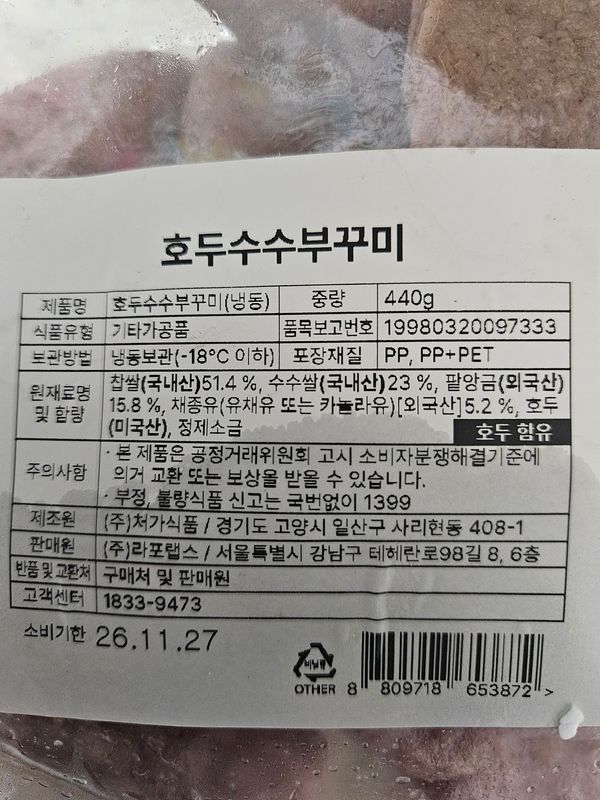 호두수수부꾸미
제품명 호두수수부꾸미(냉동) 중량 440g
식품유형 기타가공품 품목보고번호 19980320097333
보관방법 냉동보관(-18°C 이하) 포장재질 PP, PP+PET
원재료명 및 함량 찹쌀(국내산)51.4 %, 수수쌀(국내산)23 %, 팥앙금(외국산)
15.8 %, 채종유(유채유 또는 카놀라유)[외국산]5.2 %, 호두
(미국산), 정제소금
호두 함유
주의사항 · 본 제품은 공정거래위원회 고시 소비자분쟁해결기준에
의거 교환 또는 보상을 받을 수 있습니다.
· 부정, 불량식품 신고는 국번없이 1399
제조원 (주)처가식품 / 경기도 고양시 일산구 사리현동 408-1
판매원 (주)라포랩스 / 서울특별시 강남구 테헤란로98길 8, 6층
반품 및 교환처 구매처 및 판매원
고객센터 1833-9473
소비기한 26.11.27
비닐류
OTHER
8 809718 653872 >